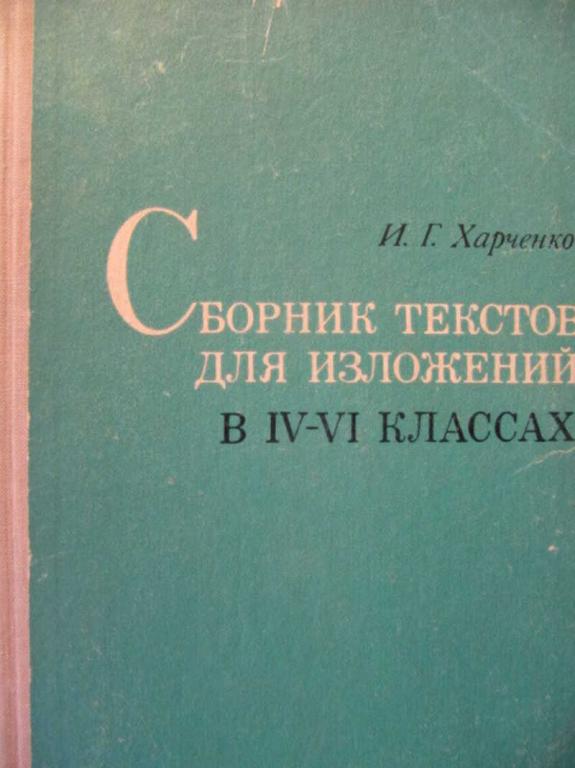 И. Г. Харченко
СБОРНИК ТЕКСТОВ
ДЛЯ ИЗЛОЖЕНИЙ
В IV-VI КЛАССАХ